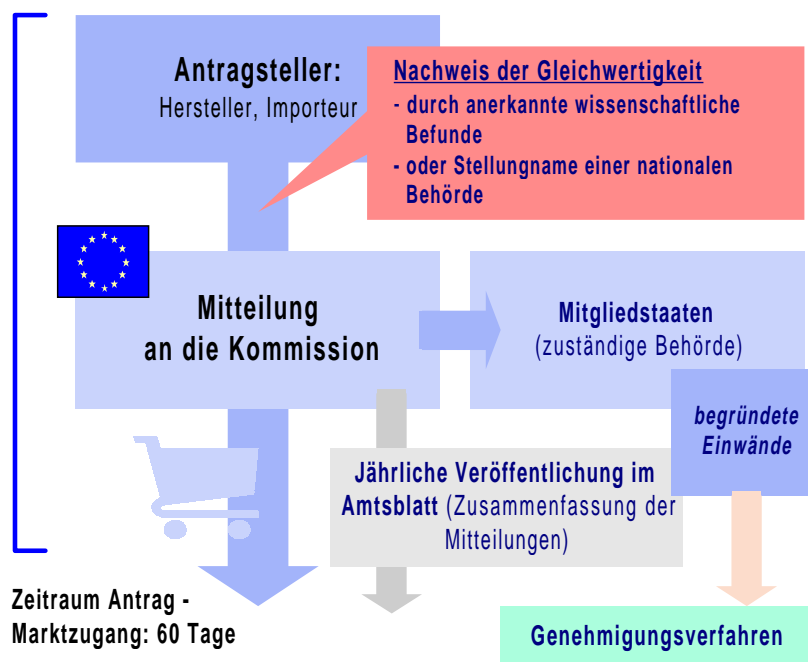 Antragsteller:
Hersteller, Importeur
Nachweis der Gleichwertigkeit
- durch anerkannte wissenschaftliche
Befunde
- oder Stellungname einer nationalen
Behörde
Mitteilung
an die Kommission
Mitgliedstaaten
(zuständige Behörde)
begründete
Einwände
Jährliche Veröffentlichung im
Amtsblatt (Zusammenfassung der
Mitteilungen)
Zeitraum Antrag -
Marktzugang: 60 Tage
Genehmigungsverfahren